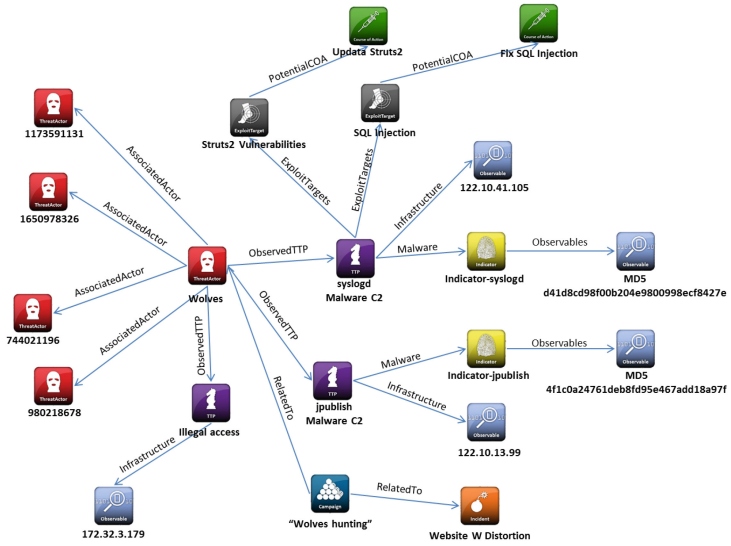 Course of Action
Updata Struts2
Course of Action
Fix SQL Injection
PotentialCOA
PotentialCOA
ThreatActor
1173591131
ExploitTarget
Struts2 Vulnerabilities
ExploitTarget
SQL Injection
AssociatedActor
ExploitTargets
ExploitTargets
Observable
122.10.41.105
Infrastructure
ThreatActor
1650978326
AssociatedActor
ThreatActor
Wolves
ObservedTTP
TTP
syslogd
Malware C2
Malware
Indicator
Indicator-syslogd
Observables
Observable
MD5
d41d8cd98f00b204e9800998ecf8427e
AssociatedActor
ThreatActor
744021196
AssociatedActor
ObservedTTP
ObservedTTP
ThreatActor
980218678
RelatedTo
TTP
jpublish
Malware C2
Malware
Indicator
Indicator-jpublish
Observables
Observable
MD5
4f1c0a24761deb8fd95e467add18a97f
Infrastructure
Observable
122.10.13.99
TTP
Illegal access
Infrastructure
Observable
172.32.3.179
Campaign
“Wolves hunting”
RelatedTo
Incident
Website W Distortion